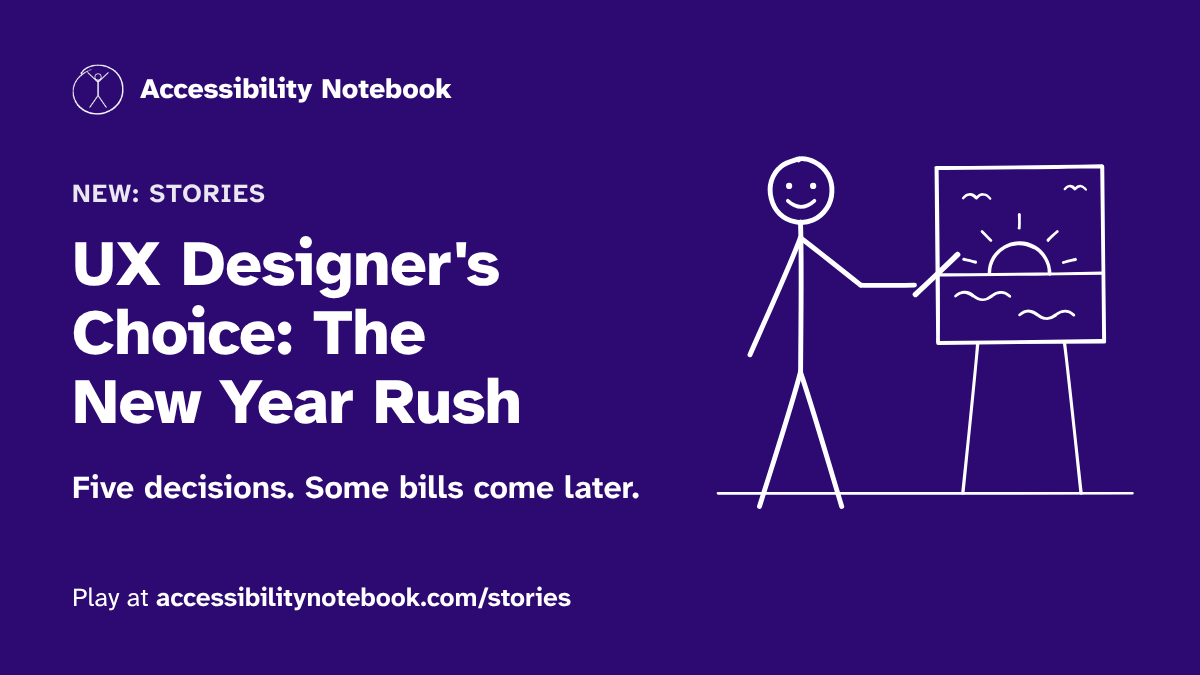 Accessibility Notebook
NEW: STORIES
UX Designer's
Choice: The
New Year Rush
Five decisions. Some bills come later.
Play at accessibilitynotebook.com/stories